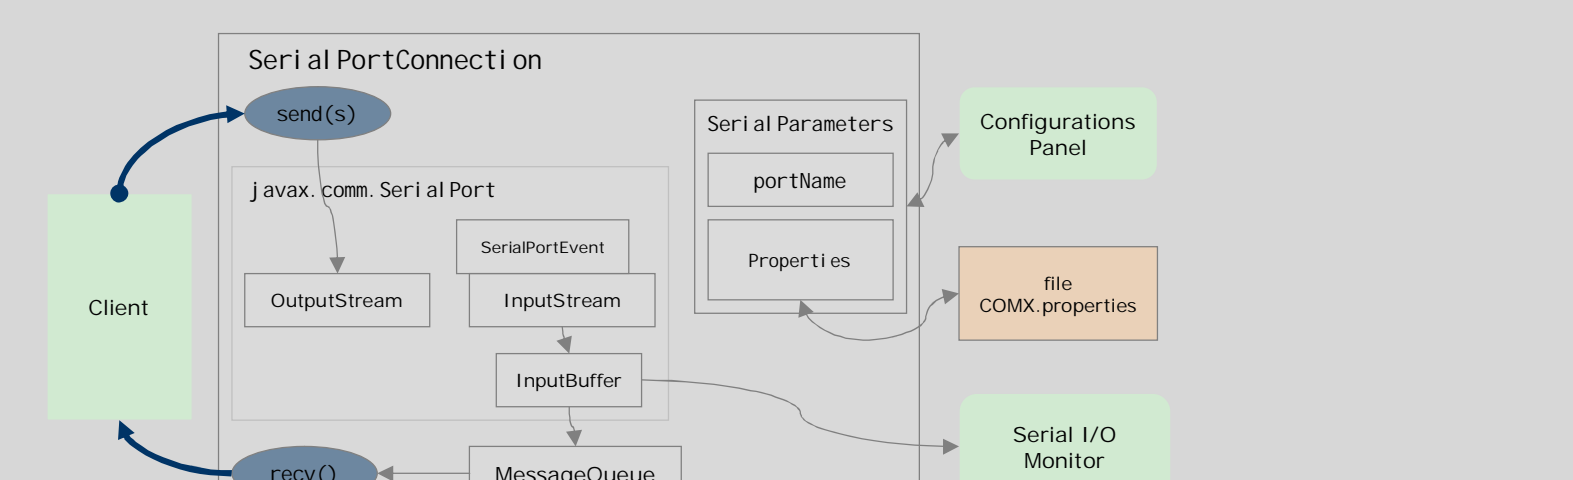 SerialPortConnection
send(s)
SerialParameters
Configurations
Panel
portName
javax.comm.SerialPort
SerialPortEvent
Properties
OutputStream
InputStream
file
COMX.properties
Client
InputBuffer
Serial I/O
Monitor
recv()
MessageQueue